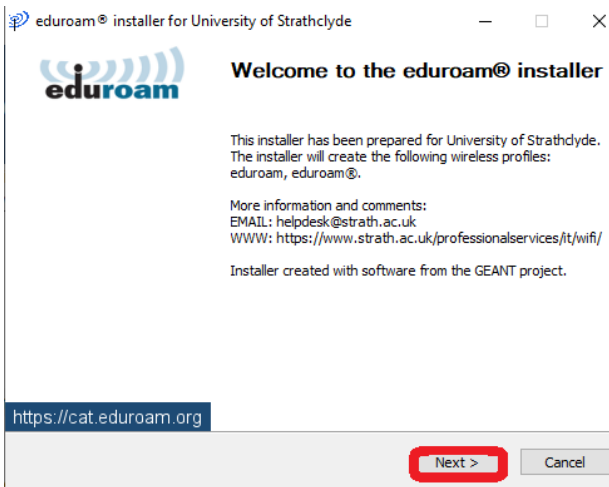 eduroam® installer for University of Strathclyde
eduroam
Welcome to the eduroam® installer
This installer has been prepared for University of Strathclyde.
The installer will create the following wireless profiles:
eduroam, eduroam®.
More information and comments:
EMAIL: helpdesk@strath.ac.uk
WWW: https://www.strath.ac.uk/professionalservices/it/wifi/
Installer created with software from the GEANT project.
https://cat.eduroam.org
Next >
Cancel